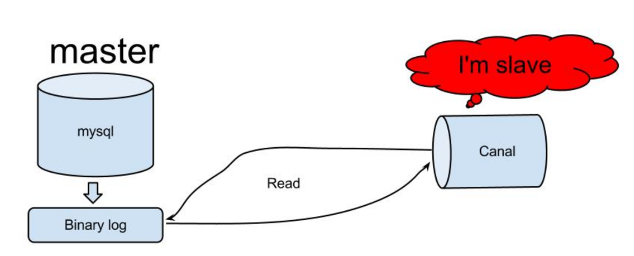 master
I'm slave
mysql
Canal
Read
Binary log